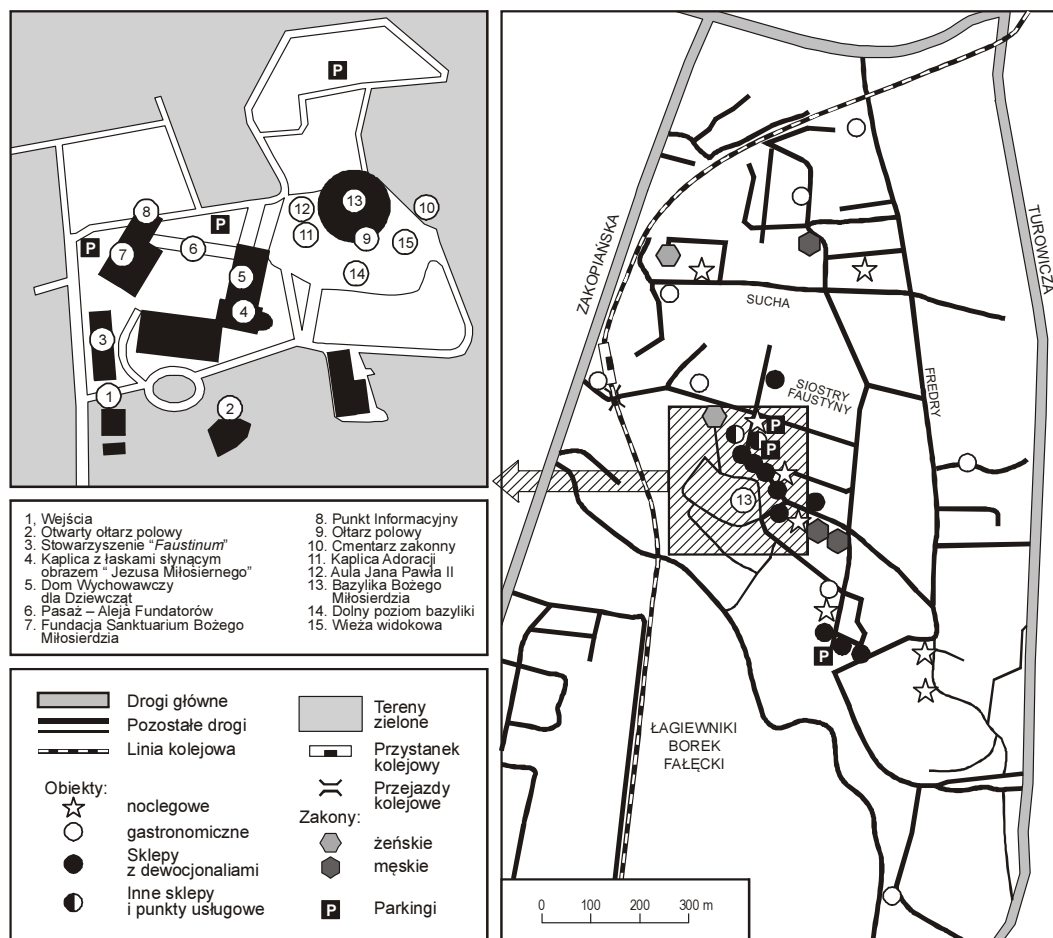 P
8
12
13
10
P
11
9
15
P
7
6
5
14
4
3
1
2
1, Wejścia
2. Otwarty ołtarz polowy
3. Stowarzyszenie “Faustinum”
4. Kaplica z łaskami słynącym
obrazem “ Jezusa Miłosiernego”
5. Dom Wychowawczy
dla Dziewcząt
6. Pasaż – Aleja Fundatorów
7. Fundacja Sanktuarium Bożego
Miłosierdzia
8. Punkt Informacyjny
9. Ołtarz polowy
10. Cmentarz zakonny
11. Kaplica Adoracji
12. Aula Jana Pawła II
13. Bazylika Bożego
Miłosierdzia
14. Dolny poziom bazyliki
15. Wieża widokowa
Drogi główne
Pozostałe drogi
Linia kolejowa
Obiekty:
noclegowe
gastronomiczne
Sklepy
z dewocjonaliami
Inne sklepy
i punkty usługowe
Tereny
zielone
Przystanek
kolejowy
Przejazdy
kolejowe
Zakony:
żeńskie
męskie
P Parkingi
ZAKOPIAŃSKA
TUROWICZA
SUCHA
SIOSTRY
FAUSTYNY
FREDRY
P
P
13
P
ŁAGIEWNIKI
BOREK
FAŁĘCKI
0 100 200 300 m